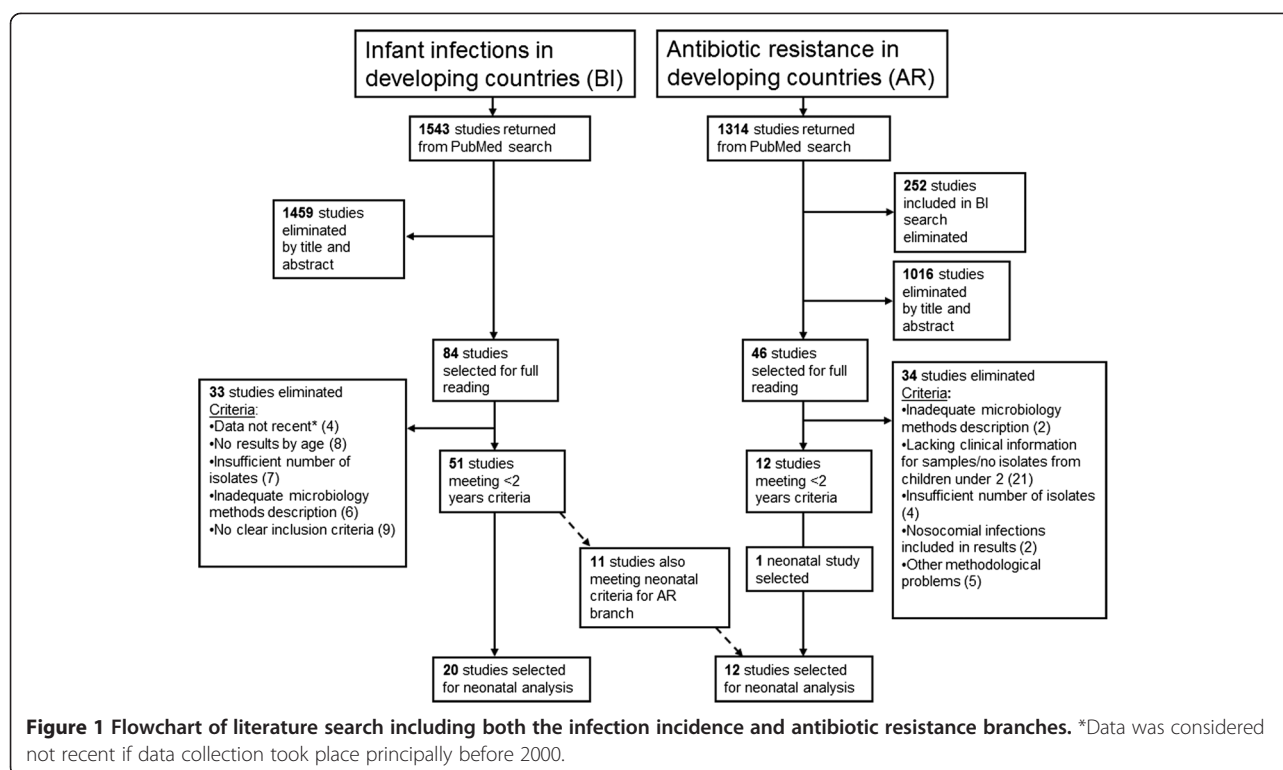 Infant infections in
developing countries (BI)
1543 studies returned
from PubMed search
1459 studies
eliminated
by title and
abstract
84 studies
selected for full
reading
33 studies eliminated
Criteria:
•Data not recent* (4)
•No results by age (8)
•Insufficient number of
isolates (7)
•Inadequate microbiology
methods description (6)
•No clear inclusion criteria (9)
51 studies
meeting <2
years criteria
11 studies also
meeting neonatal
criteria for AR
branch
20 studies selected
for neonatal analysis
Antibiotic resistance in
developing countries (AR)
1314 studies returned
from PubMed search
252 studies
included in BI
search
eliminated
1016 studies
eliminated
by title and
abstract
46 studies
selected for full
reading
34 studies eliminated
Criteria:
•Inadequate microbiology
methods description (2)
•Lacking clinical information
for samples/no isolates from
children under 2 (21)
•Insufficient number of isolates
(4)
•Nosocomial infections
included in results (2)
•Other methodological
problems (5)
12 studies
meeting <2
years criteria
1 neonatal study
selected
12 studies selected
for neonatal analysis
Figure 1 Flowchart of literature search including both the infection incidence and antibiotic resistance branches. *Data was considered
not recent if data collection took place principally before 2000.